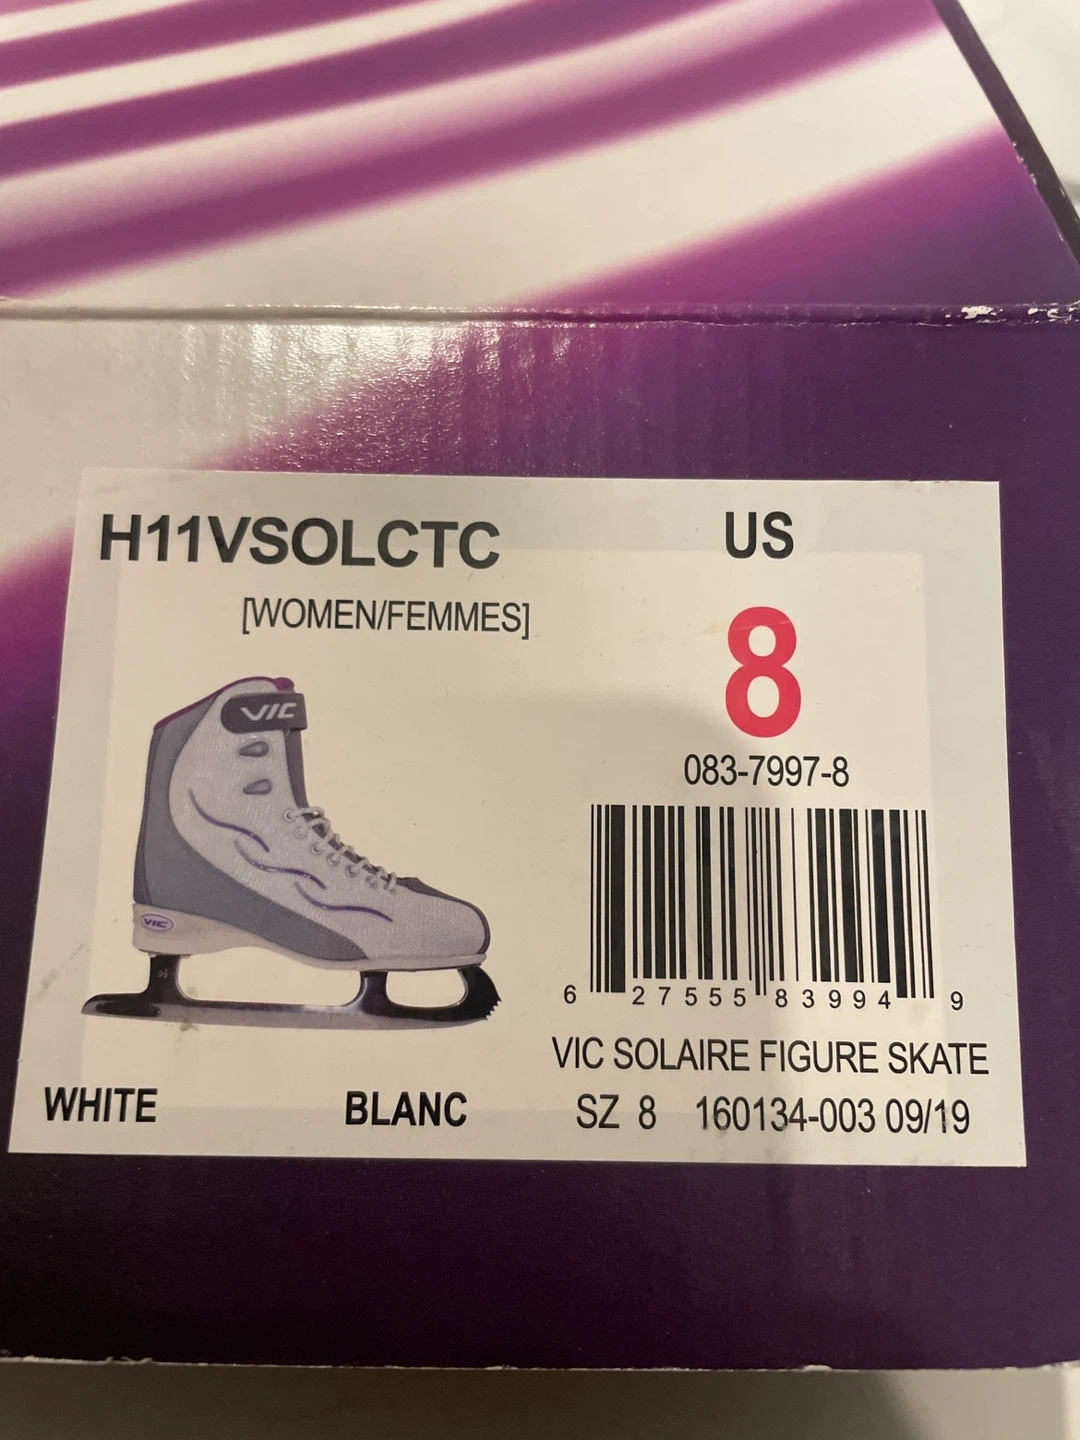 H11VSOLCTC
US
[WOMEN/FEMMES]
8
083-7997-8
VIC
VIC
6 27555 83994 9
VIC SOLAIRE FIGURE SKATE
WHITE BLANC
SZ 8 160134-003 09/19